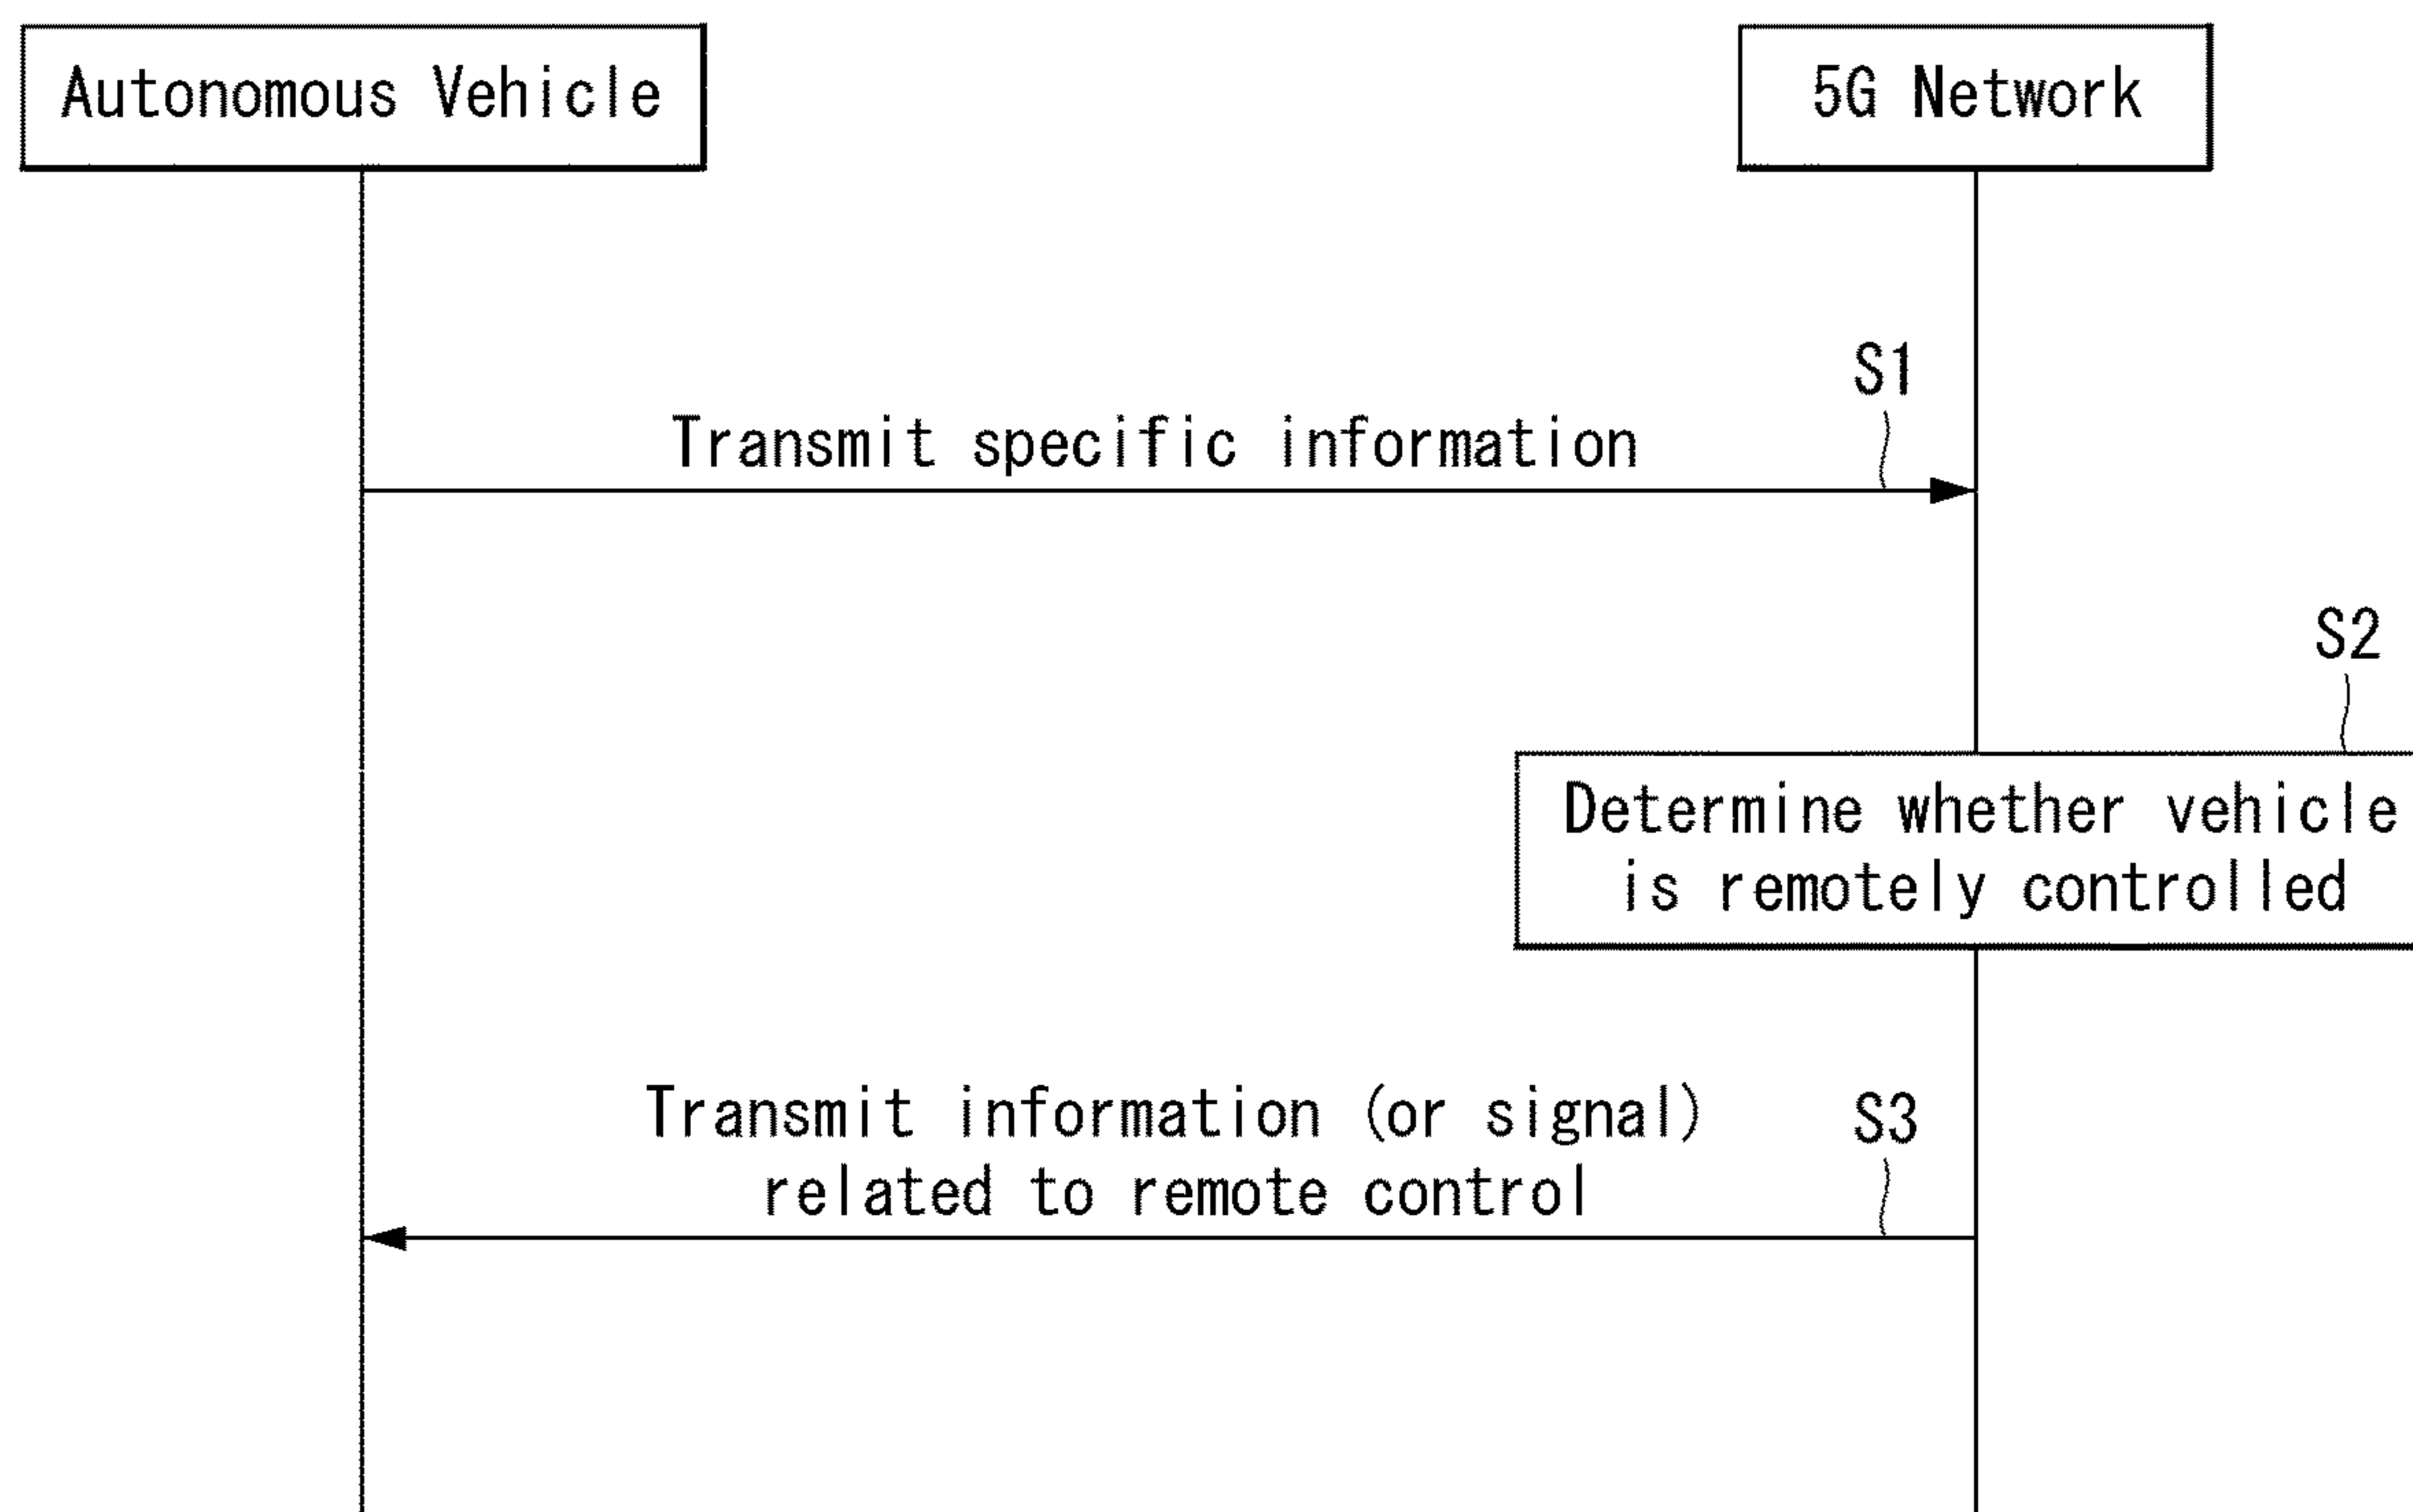 Autonomous Vehicle
5G Network
S1
Transmit specific information
S2
Determine whether vehicle
is remotely controlled
Transmit information (or signal)
S3
related to remote control